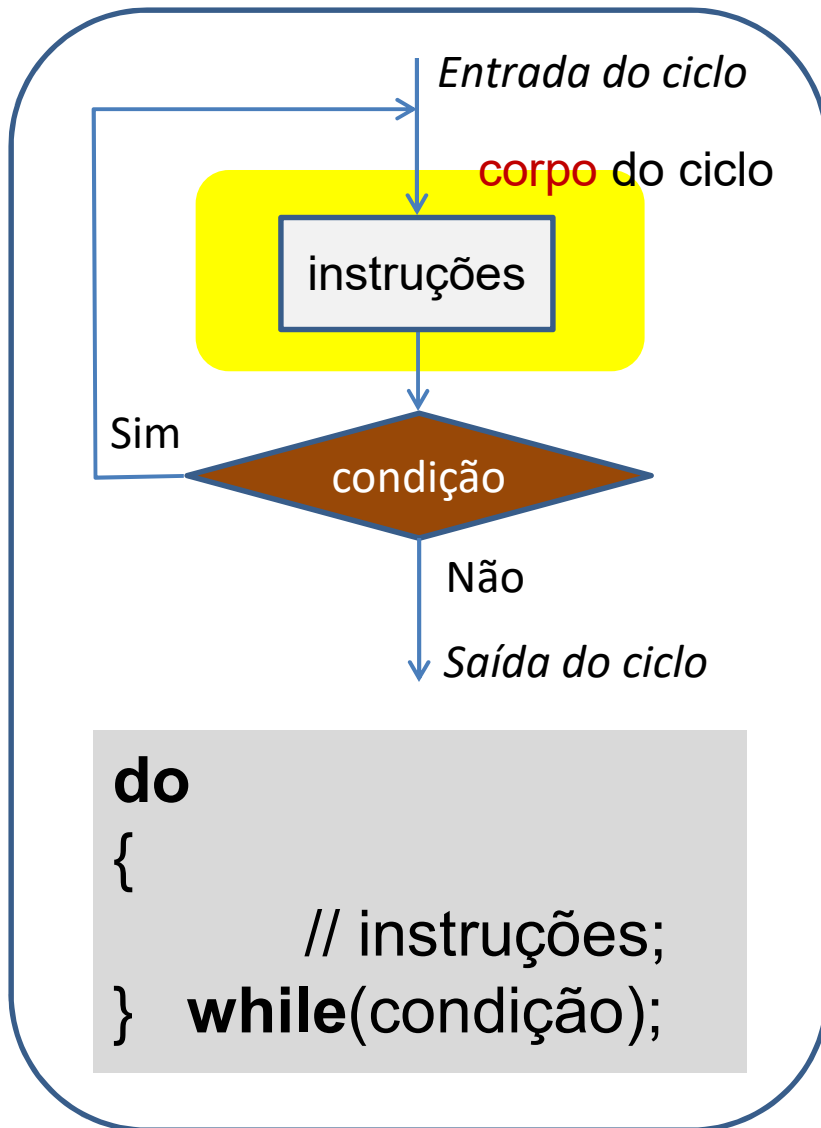 Entrada do ciclo
corpo do ciclo
instruções
Sim
condição
Não
Saída do ciclo
do
{
// instruções;
} while(condição);